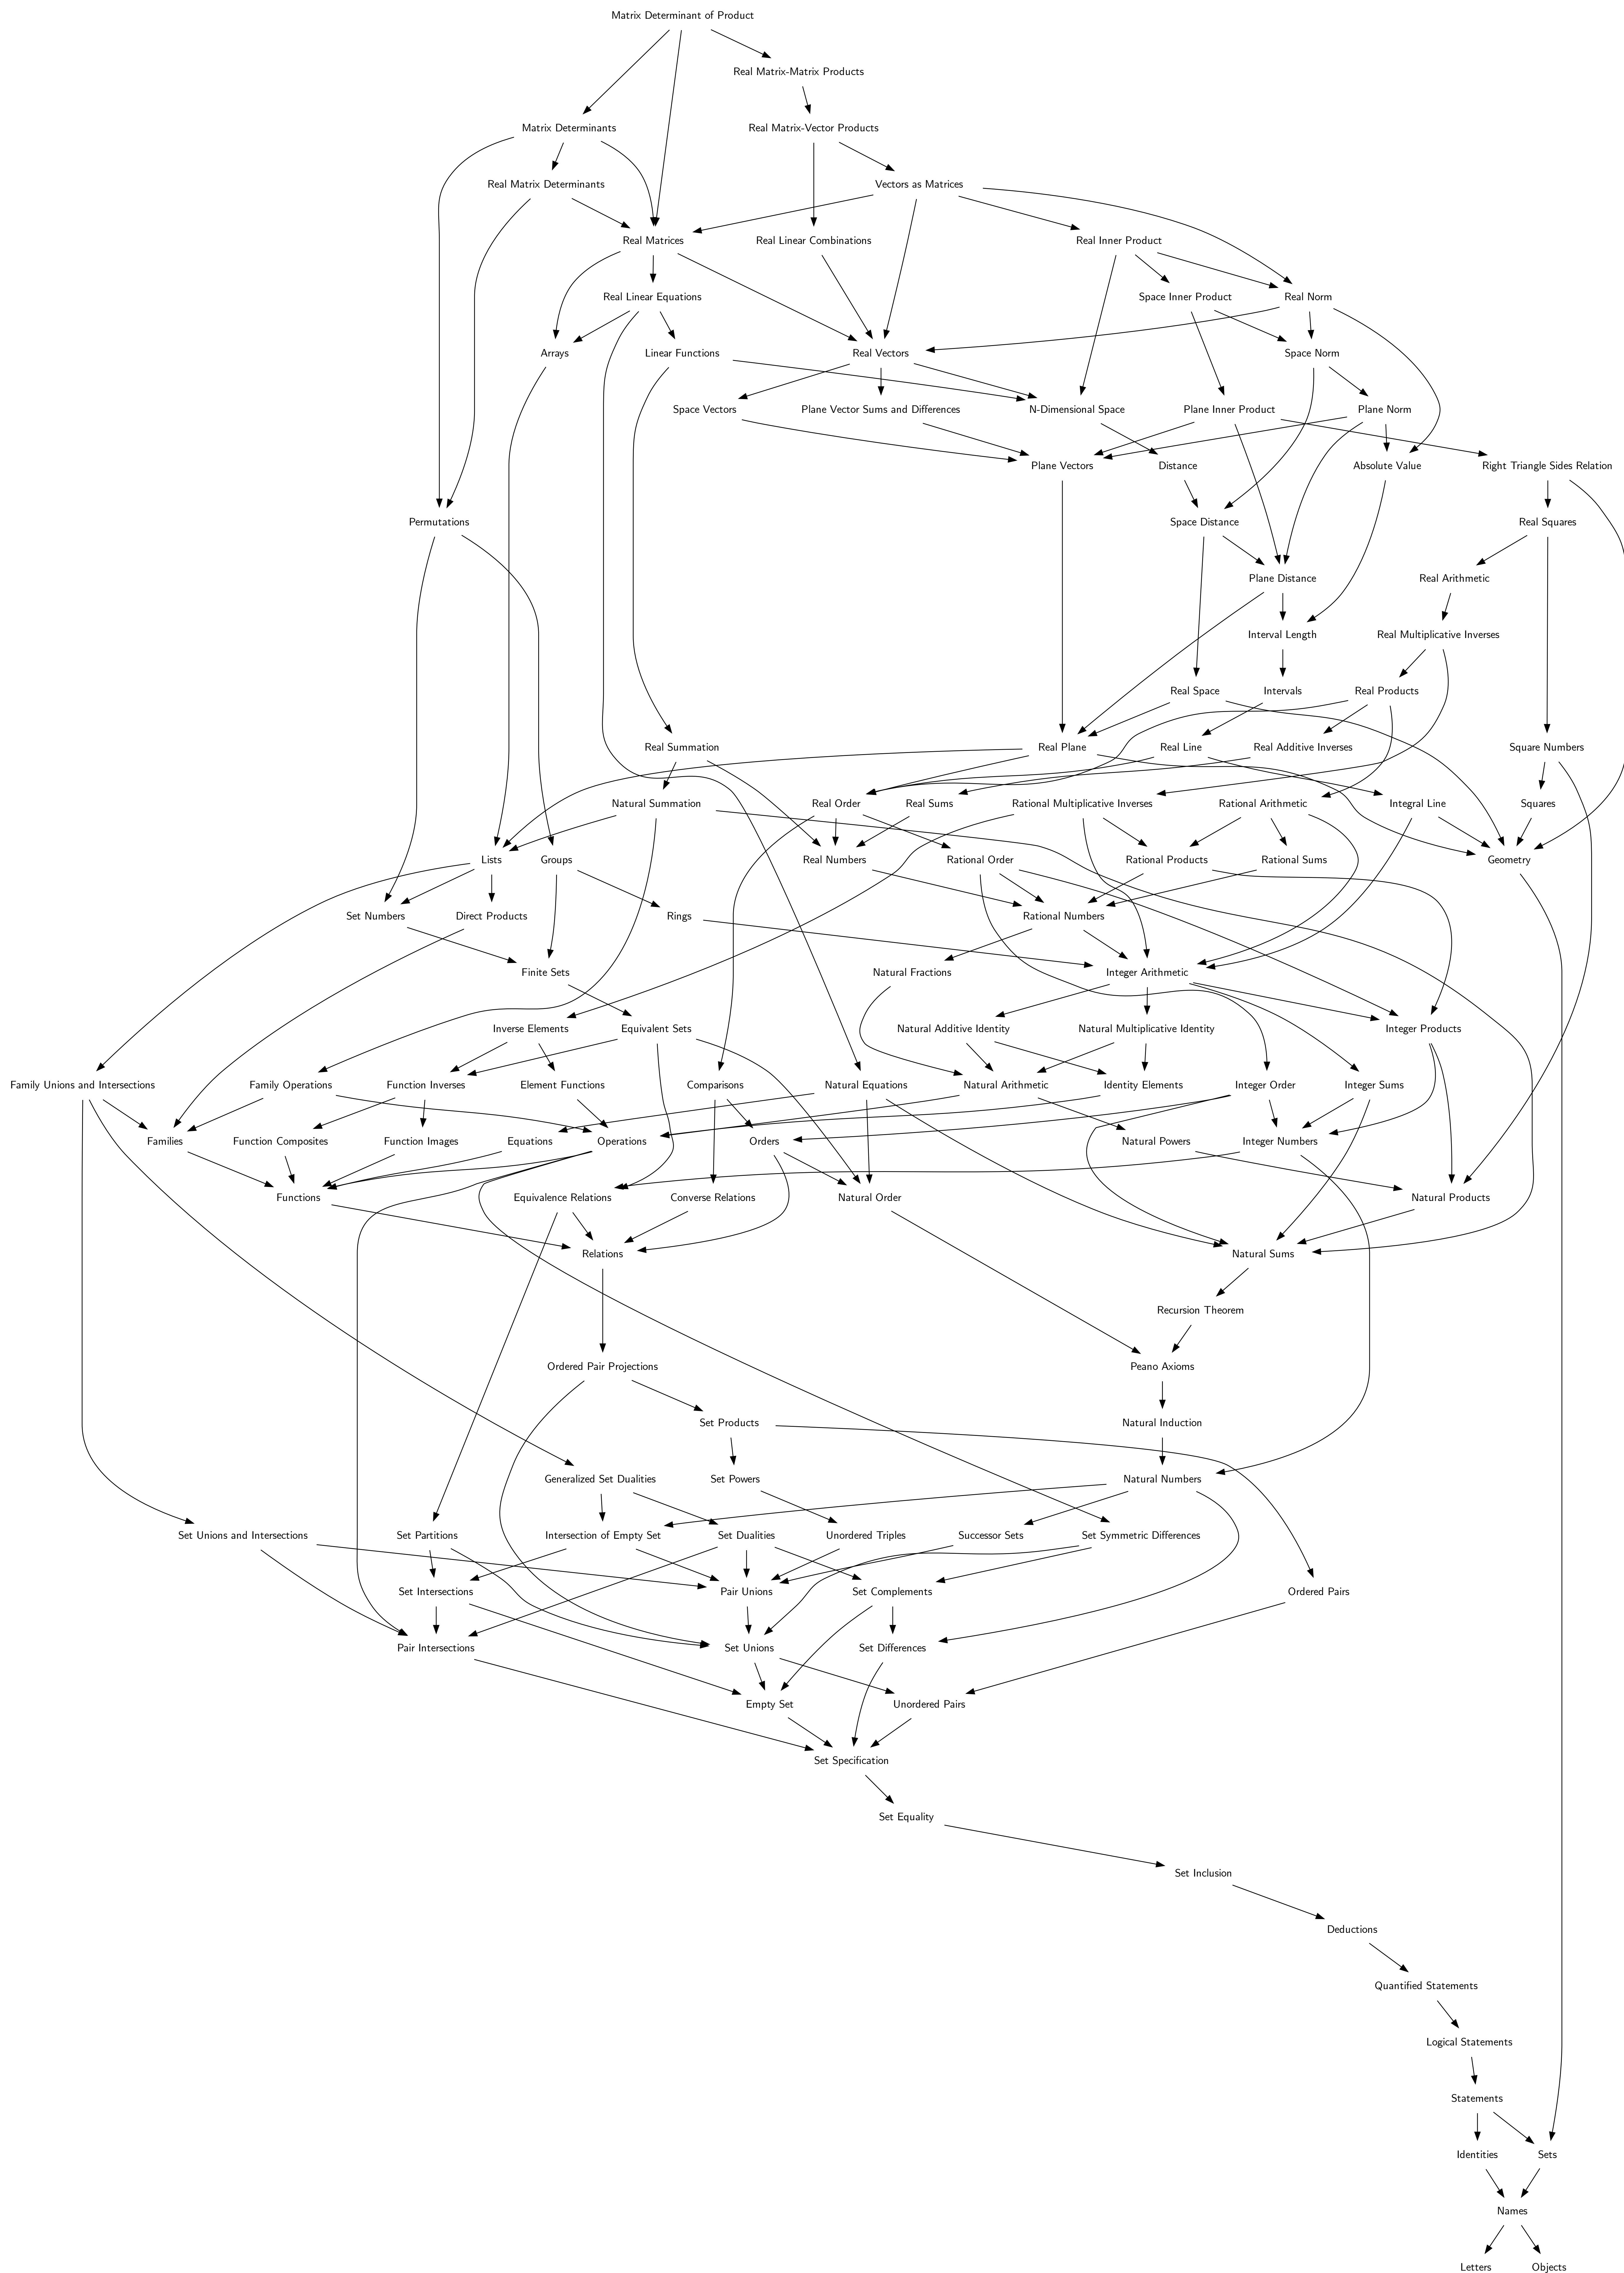 Matrix Determinant of Product
Real Matrix-Matrix Products
Matrix Determinants
Real Matrix-Vector Products
Real Matrix Determinants
Vectors as Matrices
Real Matrices
Real Linear Combinations
Real Inner Product
Real Linear Equations
Space Inner Product
Real Norm
Arrays
Linear Functions
Real Vectors
Space Norm
Space Vectors
Plane Vector Sums and Differences
N-Dimensional Space
Plane Inner Product
Plane Norm
Plane Vectors
Distance
Absolute Value
Right Triangle Sides Relation
Permutations
Space Distance
Real Squares
Plane Distance
Real Arithmetic
Interval Length
Real Multiplicative Inverses
Real Space
Intervals
Real Products
Real Summation
Real Plane
Real Line
Real Additive Inverses
Square Numbers
Natural Summation
Real Order
Real Sums
Rational Multiplicative Inverses
Rational Arithmetic
Integral Line
Squares
Lists
Groups
Real Numbers
Rational Order
Rational Products
Rational Sums
Geometry
Set Numbers
Direct Products
Rings
Rational Numbers
Finite Sets
Natural Fractions
Integer Arithmetic
Inverse Elements
Equivalent Sets
Natural Additive Identity
Natural Multiplicative Identity
Integer Products
Family Unions and Intersections
Family Operations
Function Inverses
Element Functions
Comparisons
Natural Equations
Natural Arithmetic
Identity Elements
Integer Order
Integer Sums
Families
Function Composites
Function Images
Equations
Operations
Orders
Natural Powers
Integer Numbers
Functions
Equivalence Relations
Converse Relations
Natural Order
Natural Products
Relations
Natural Sums
Recursion Theorem
Ordered Pair Projections
Peano Axioms
Set Products
Natural Induction
Generalized Set Dualities
Set Powers
Natural Numbers
Set Unions and Intersections
Set Partitions
Intersection of Empty Set
Set Dualities
Unordered Triples
Successor Sets
Set Symmetric Differences
Set Intersections
Pair Unions
Set Complements
Ordered Pairs
Pair Intersections
Set Unions
Set Differences
Empty Set
Unordered Pairs
Set Specification
Set Equality
Set Inclusion
Deductions
Quantified Statements
Logical Statements
Statements
Identities
Sets
Names
Letters
Objects